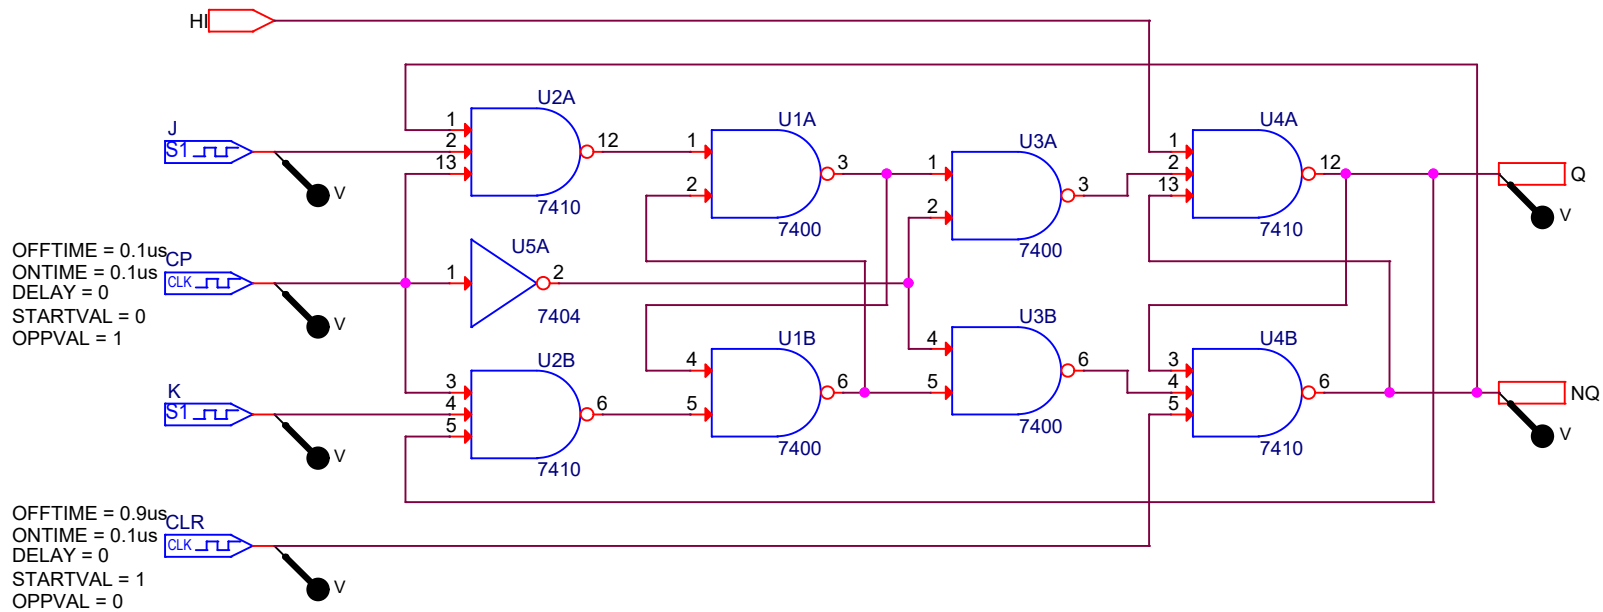 HI
U2A
1
2
13
12
7410
J
S1
V
U1A
1
2
3
7400
U3A
1
2
3
7400
U4A
1
2
13
12
7410
Q
V
OFFTIME = 0.1us
ONTIME = 0.1us
DELAY = 0
STARTVAL = 0
OPPVAL = 1
CP
CLK
V
U5A
1
2
7404
U2B
3
4
5
6
7410
K
S1
V
U1B
4
5
6
7400
U3B
4
5
6
7400
U4B
3
4
5
6
7410
NQ
V
OFFTIME = 0.9us
ONTIME = 0.1us
DELAY = 0
STARTVAL = 1
OPPVAL = 0
CLR
CLK
V